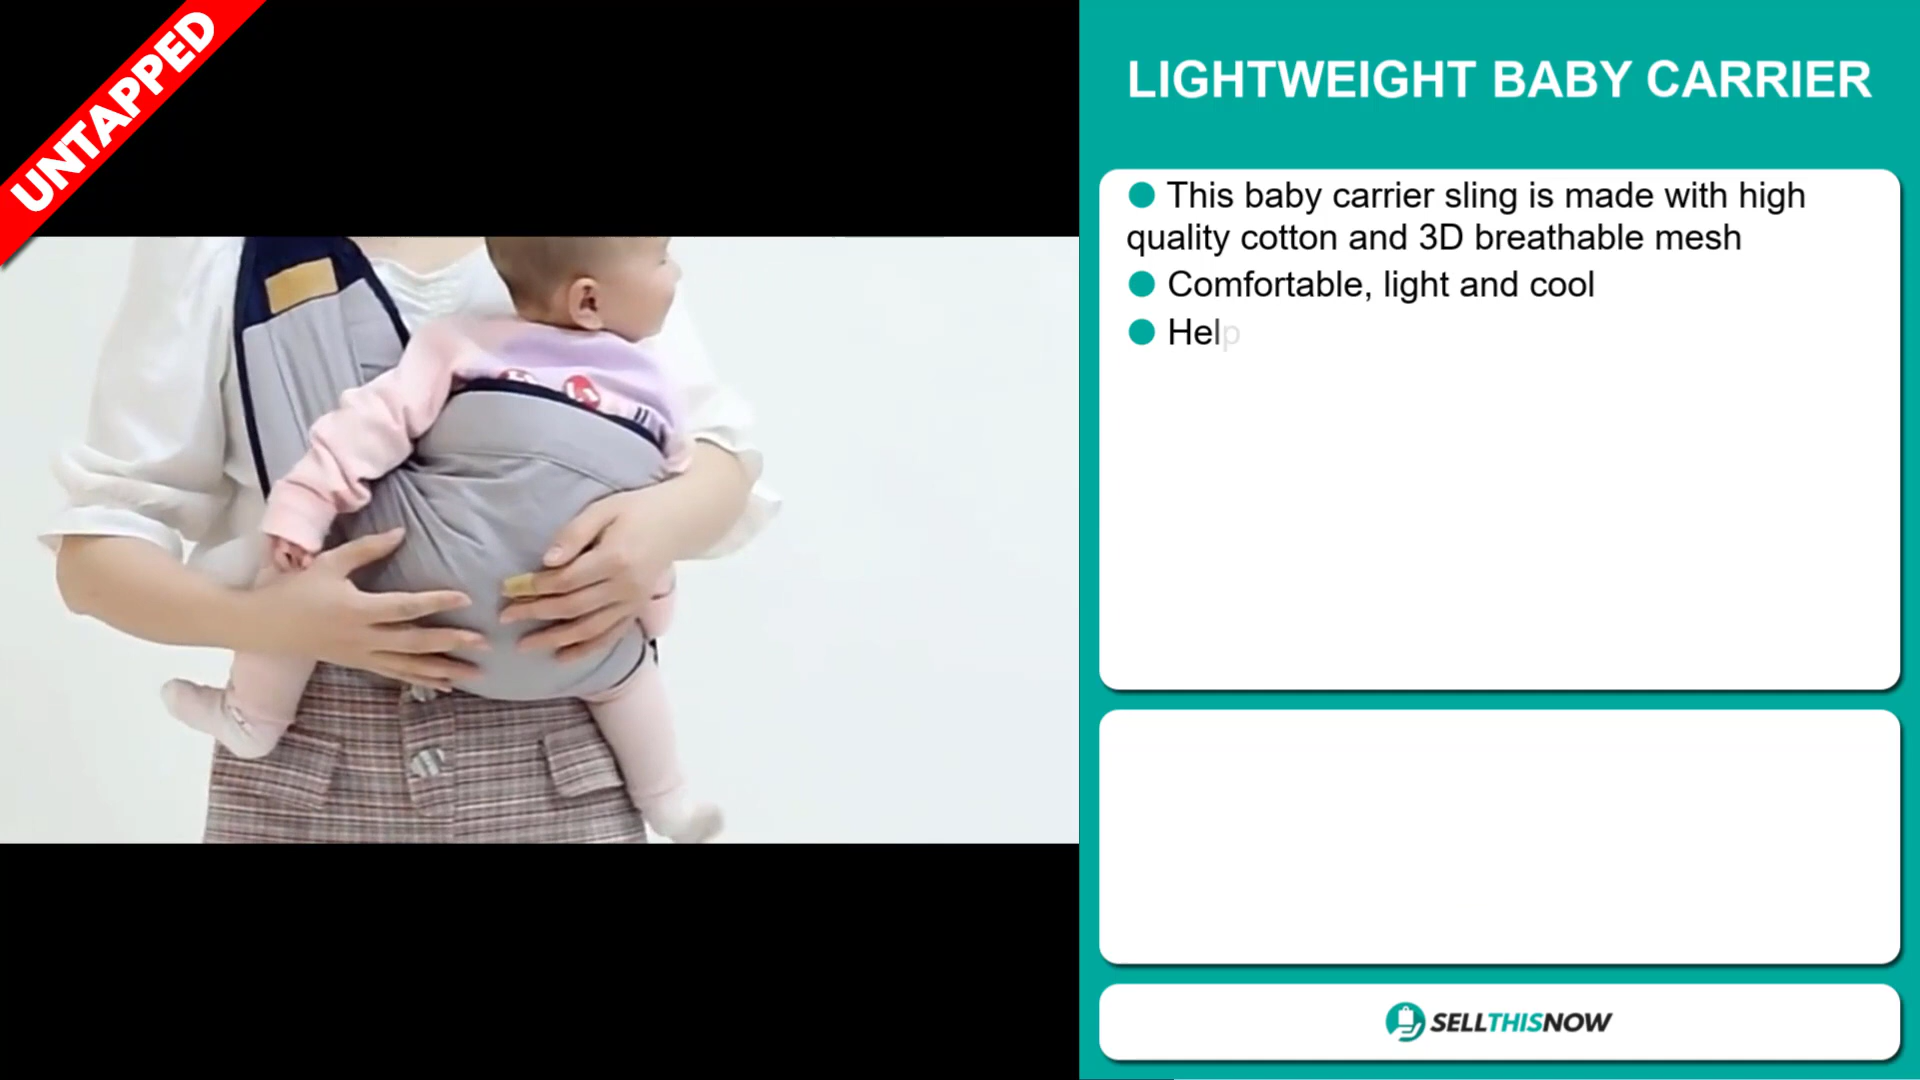 UNTAPPED
LIGHTWEIGHT BABY CARRIER
This baby carrier sling is made with high
quality cotton and 3D breathable mesh
Comfortable, light and cool
Help
SELLTHISNOW